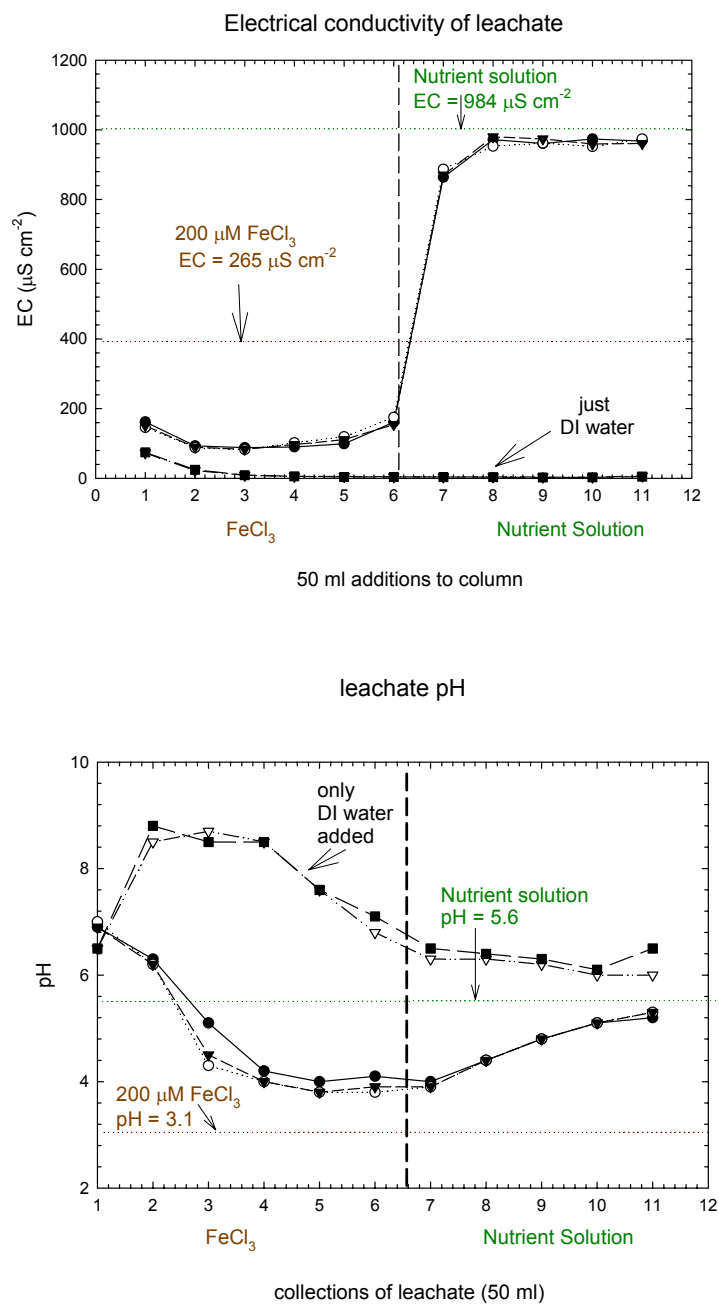 Electrical conductivity of leachate
1200
1000
800
600
400
200
0
EC (μS cm⁻²)
Nutrient solution
EC = 984 μS cm⁻²
200 μM FeCl₃
EC = 265 μS cm⁻²
just
DI water
0 1 2 3 4 5 6 7 8 9 10 11 12
FeCl₃ Nutrient Solution
50 ml additions to column
leachate pH
10
8
6
4
2
pH
only
DI water
added
Nutrient solution
pH = 5.6
200 μM FeCl₃
pH = 3.1
1 2 3 4 5 6 7 8 9 10 11 12
FeCl₃ Nutrient Solution
collections of leachate (50 ml)